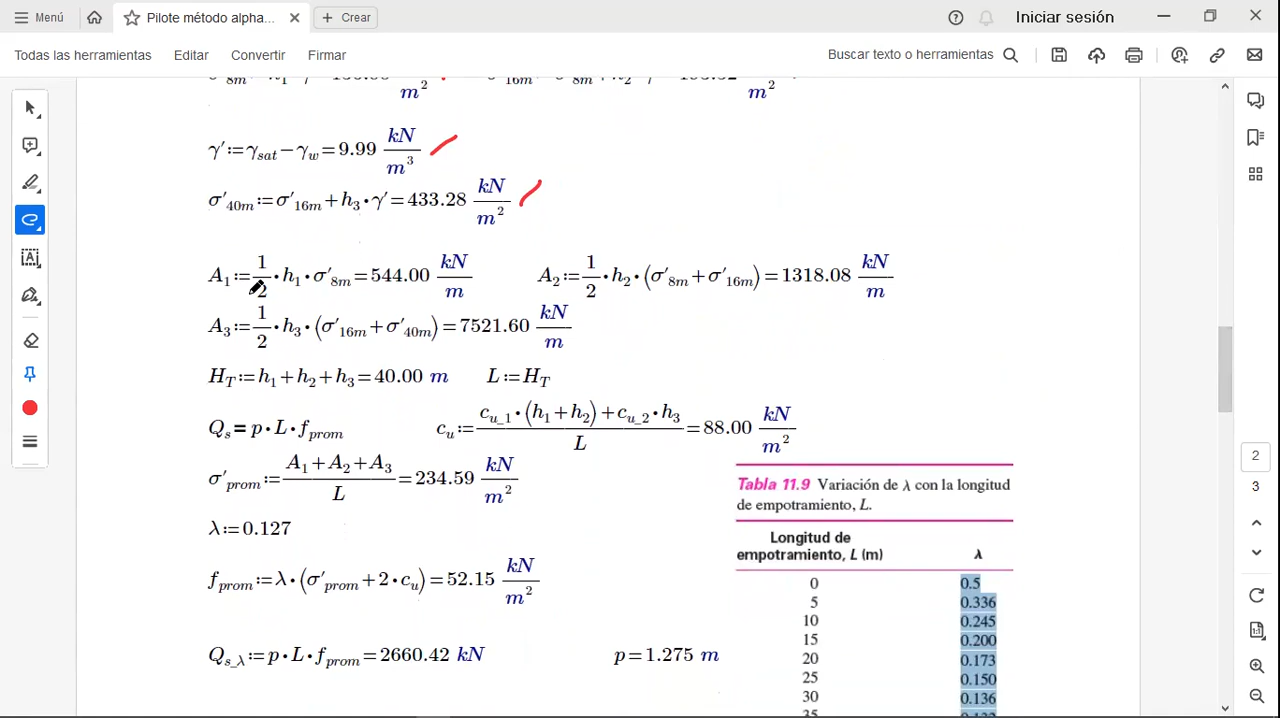 Menú
Pilote método alpha...
Crear
Iniciar sesión
Todas las herramientas
Editar
Convertir
Firmar
Buscar texto o herramientas
γ′:=γsat−γw=9.99 kN/m³
σ′40m:=σ′16m+h3·γ′=433.28 kN/m²
A1:=1/2·h1·σ′8m=544.00 kN/m
A2:=1/2·h2·(σ′8m+σ′16m)=1318.08 kN/m
A3:=1/2·h3·(σ′16m+σ′40m)=7521.60 kN/m
HT:=h1+h2+h3=40.00 m
L:=HT
Qs=p·L·fprom
cu:=(cu_1·(h1+h2)+cu_2·h3)/L=88.00 kN/m²
σ′prom:=(A1+A2+A3)/L=234.59 kN/m²
λ:=0.127
fprom:=λ·(σ′prom+2·cu)=52.15 kN/m²
Qs_λ:=p·L·fprom=2660.42 kN
p=1.275 m
Tabla 11.9 Variación de λ con la longitud
de empotramiento, L.
Longitud de
empotramiento, L (m) λ
0 0.5
5 0.336
10 0.245
15 0.200
20 0.173
25 0.150
30 0.136
2
3